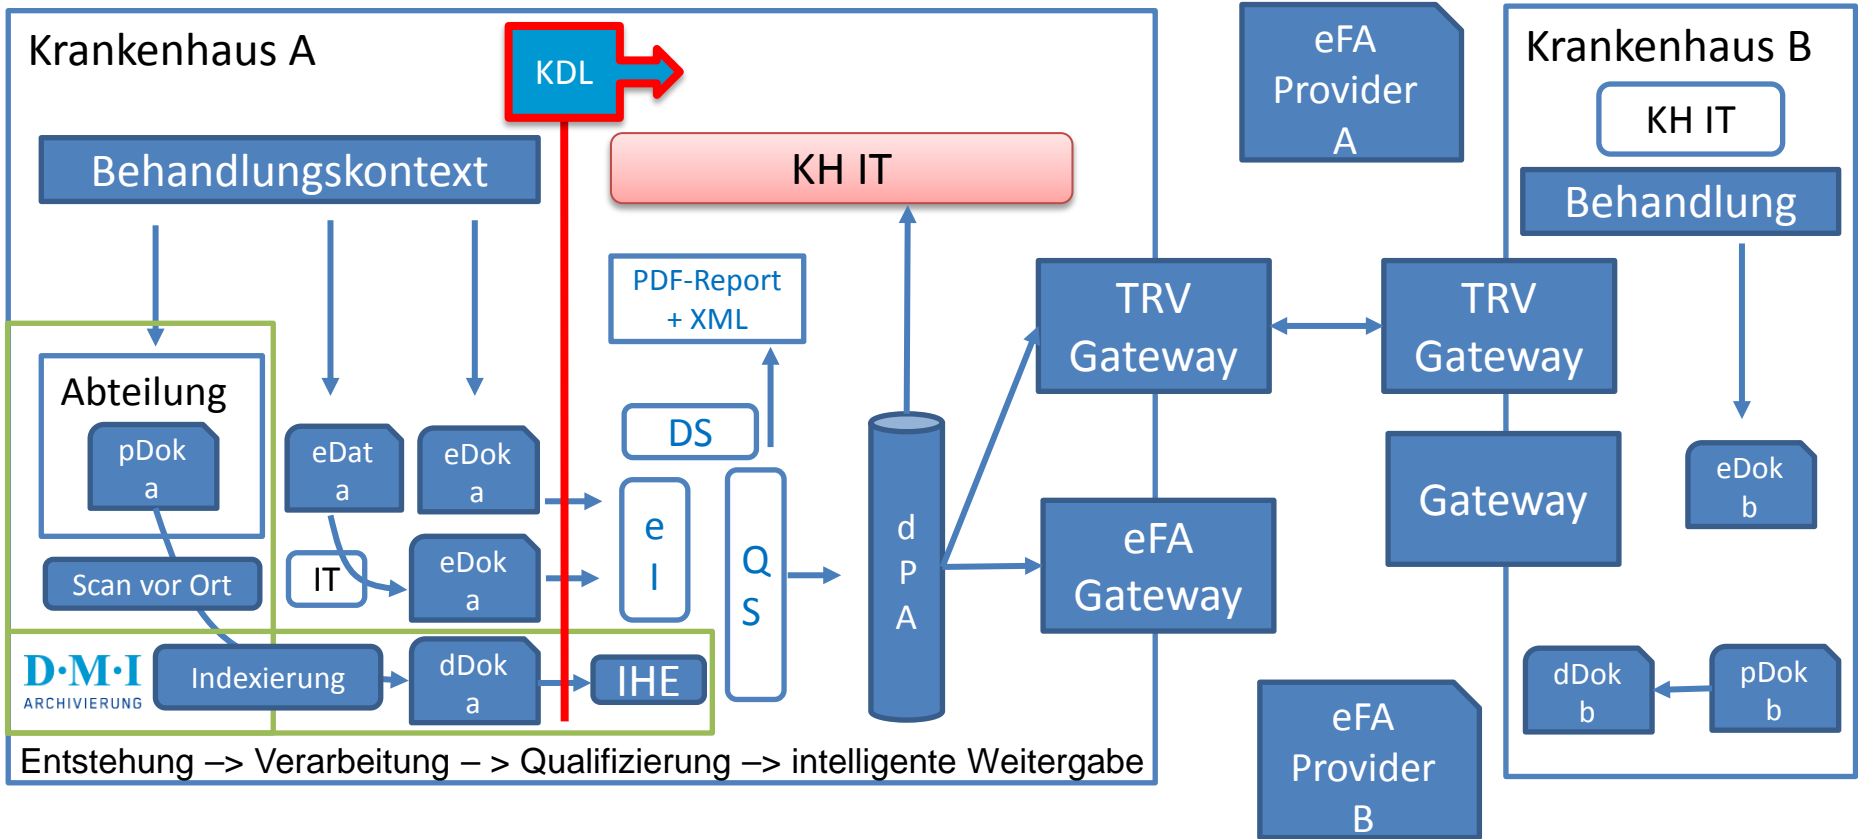 Krankenhaus A
KDL
Behandlungskontext
KH IT
PDF-Report
+ XML
Abteilung
pDok
a
eDat
a
eDok
a
DS
e
I
Q
S
d
P
A
Scan vor Ort
IT
eDok
a
D·M·I
ARCHIVIERUNG
Indexierung
dDok
a
IHE
Entstehung –> Verarbeitung – > Qualifizierung –> intelligente Weitergabe
eFA
Provider
A
TRV
Gateway
TRV
Gateway
eFA
Gateway
Gateway
eFA
Provider
B
Krankenhaus B
KH IT
Behandlung
eDok
b
dDok
b
pDok
b